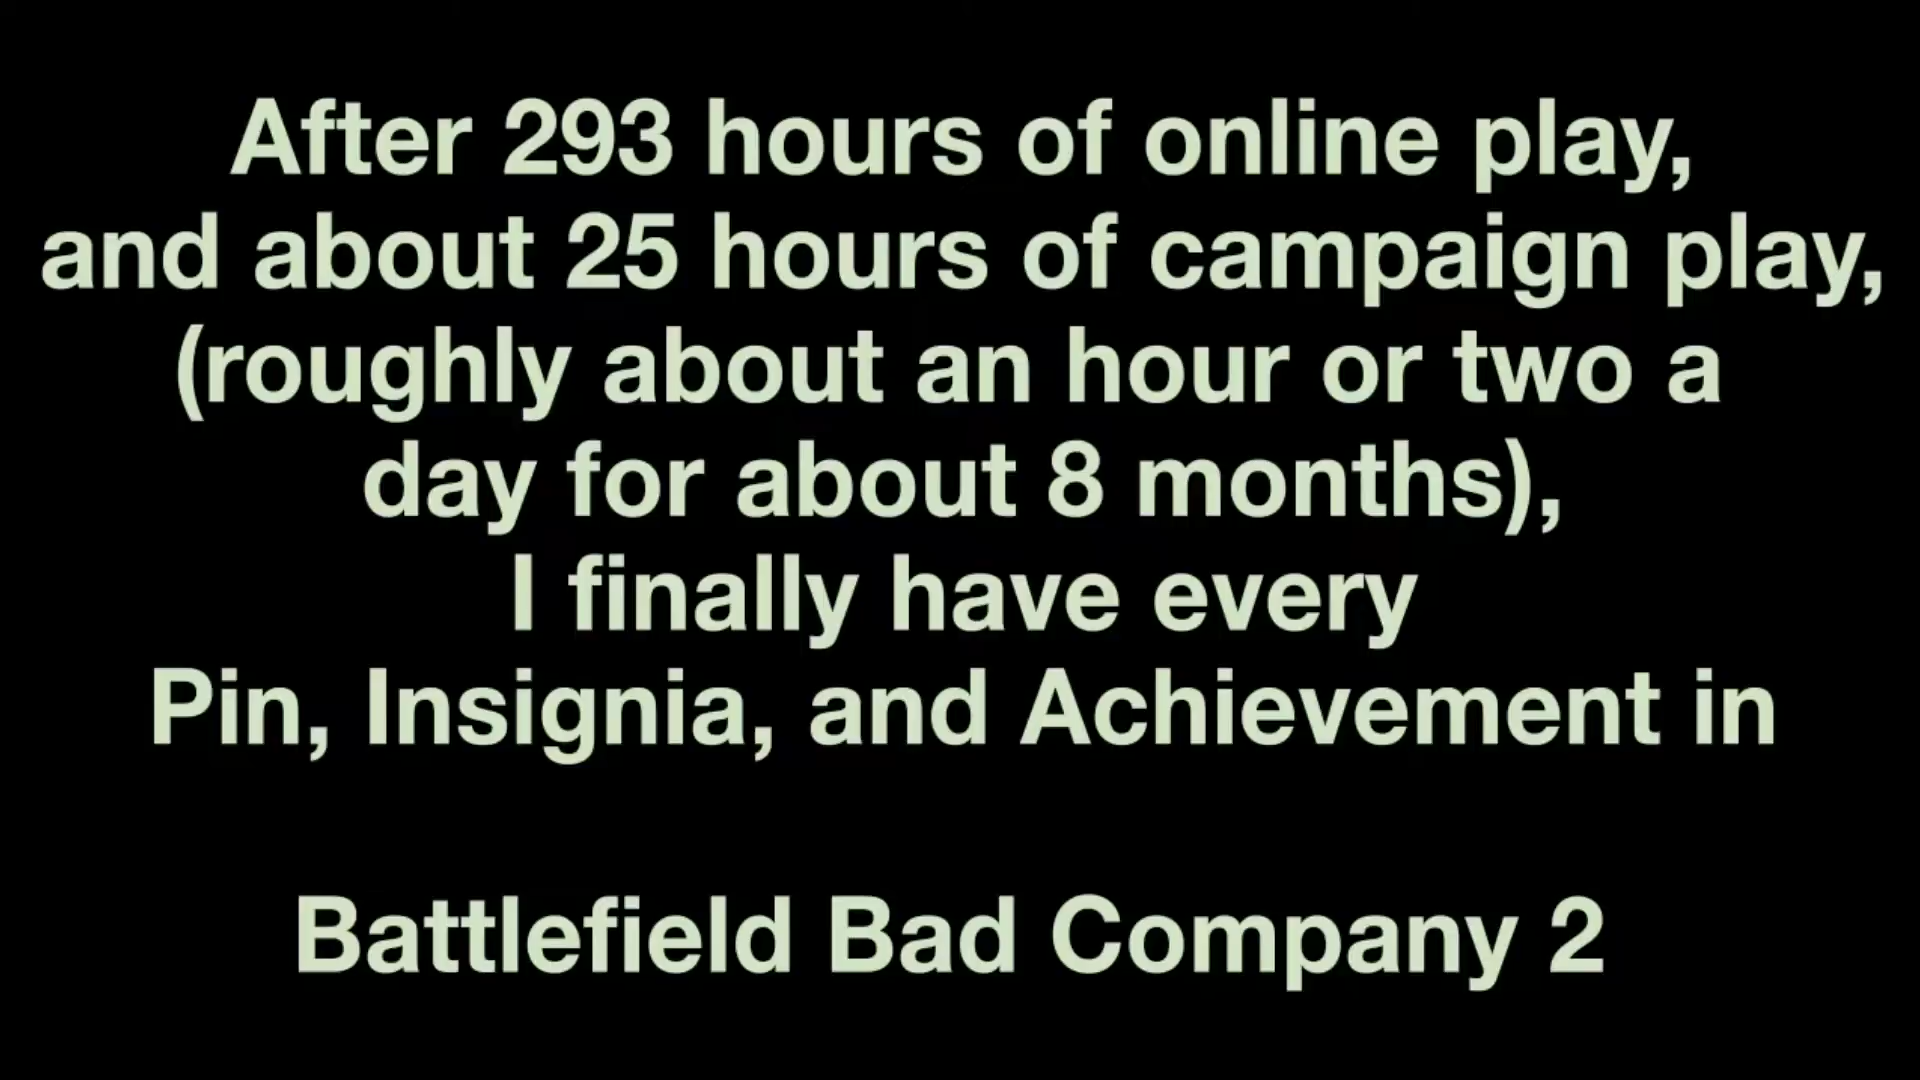 After 293 hours of online play,
and about 25 hours of campaign play,
(roughly about an hour or two a
day for about 8 months),
I finally have every
Pin, Insignia, and Achievement in
Battlefield Bad Company 2